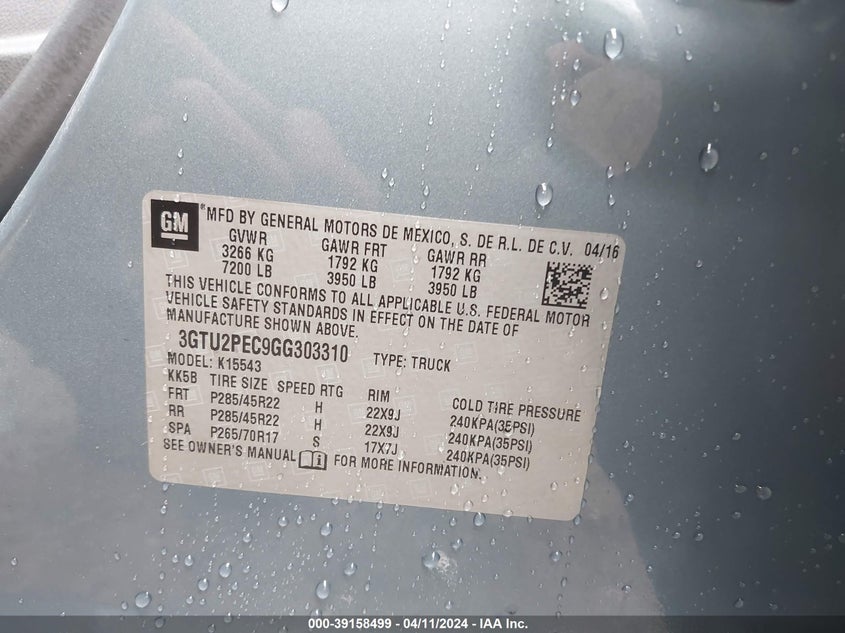 GM ® MFD BY GENERAL MOTORS DE MÉXICO, S. DE R.L. DE C.V. 04/16
GVWR GAWR FRT GAWR RR
3266 KG 1792 KG 1792 KG
7200 LB 3950 LB 3950 LB
THIS VEHICLE CONFORMS TO ALL APPLICABLE U.S. FEDERAL MOTOR
VEHICLE SAFETY STANDARDS IN EFFECT ON THE DATE OF
MANUFACTURE SHOWN ABOVE.
3GTU2PEC9GG303310 TYPE: TRUCK
MODEL: K15543
KK5B TIRE SIZE SPEED RTG RIM COLD TIRE PRESSURE
FRT P285/45R22 H 22X9J 240KPA(35PSI)
RR P285/45R22 H 22X9J 240KPA(35PSI)
SPA P265/70R17 S 17X7J 240KPA(35PSI)
SEE OWNER'S MANUAL FOR MORE INFORMATION.
000-39158499 - 04/11/2024 - IAA Inc.